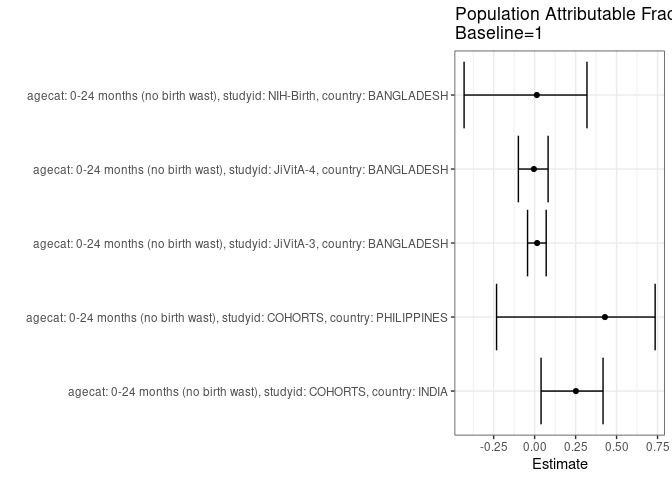 Population Attributable Frac
Baseline=1
agecat: 0-24 months (no birth wast), studyid: NIH-Birth, country: BANGLADESH
agecat: 0-24 months (no birth wast), studyid: JiVitA-4, country: BANGLADESH
agecat: 0-24 months (no birth wast), studyid: JiVitA-3, country: BANGLADESH
agecat: 0-24 months (no birth wast), studyid: COHORTS, country: PHILIPPINES
agecat: 0-24 months (no birth wast), studyid: COHORTS, country: INDIA
-0.25 0.00 0.25 0.50 0.75
Estimate